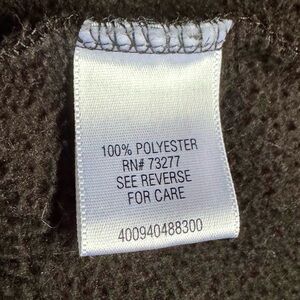 100% POLYESTER
RN# 73277
SEE REVERSE
FOR CARE
400940488300